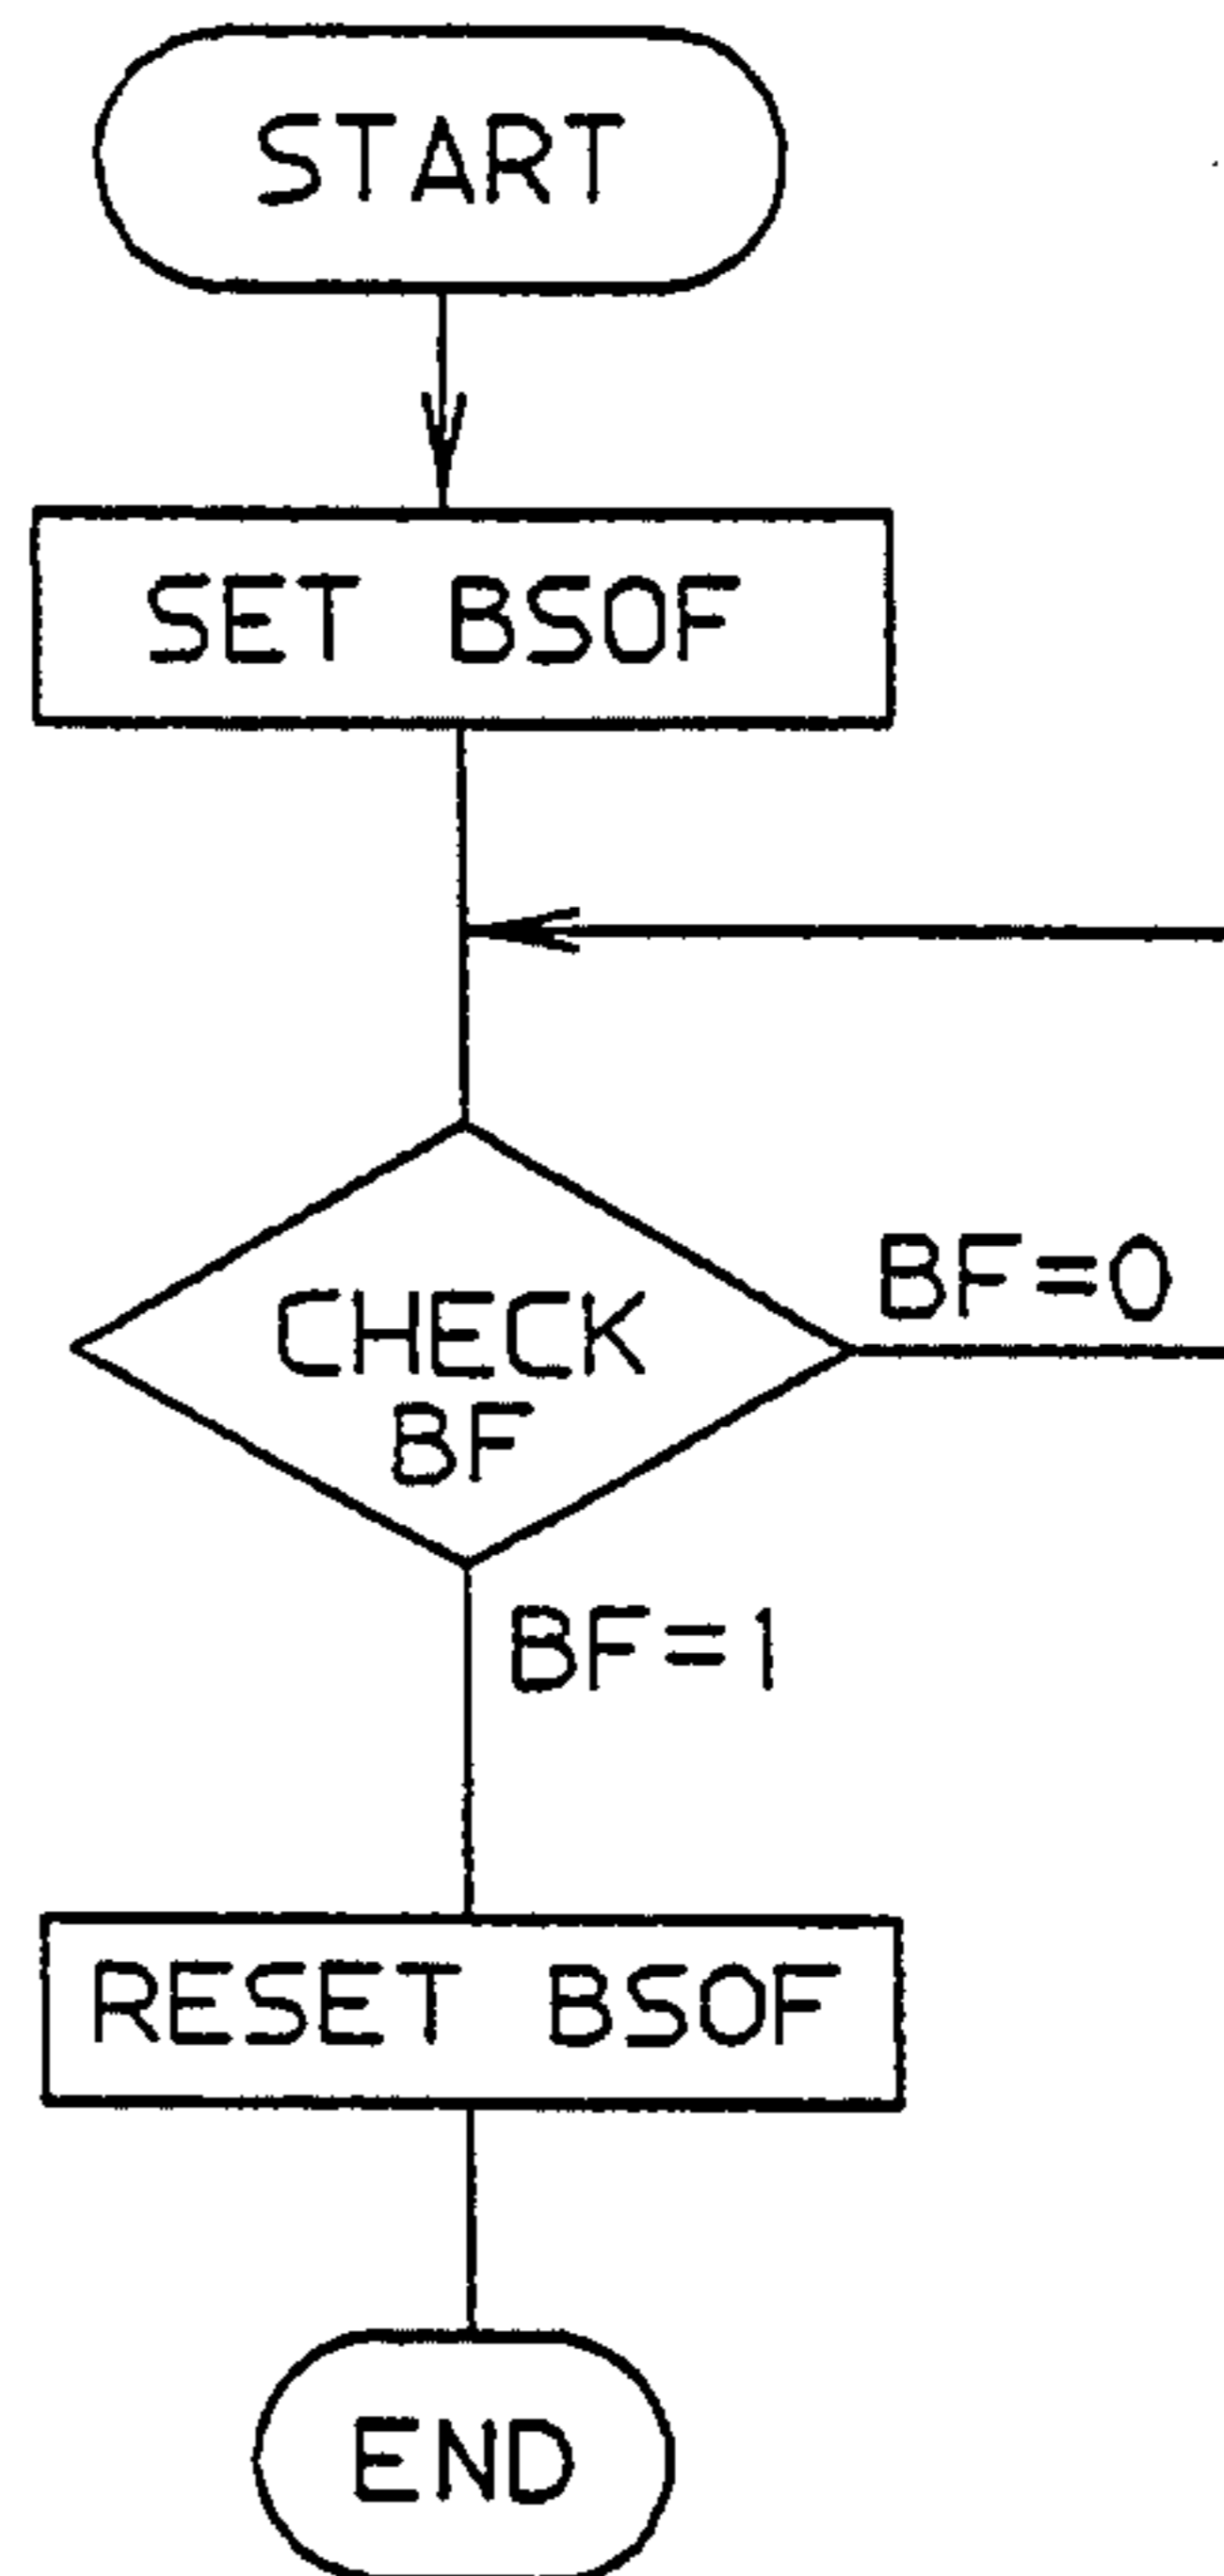 START
SET BSOF
CHECK
BF
BF=0
BF=1
RESET BSOF
END